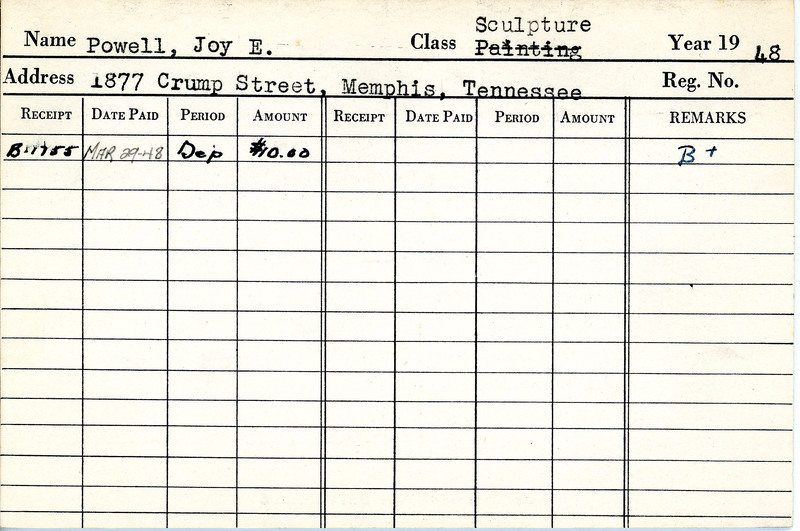 Sculpture
Name Powell, Joy E. Class Painting Year 19 48
Address 1877 Crump Street, Memphis, Tennessee Reg. No.
RECEIPT DATE PAID PERIOD AMOUNT RECEIPT DATE PAID PERIOD AMOUNT REMARKS
MAR 29-48 Dep $10.00 B+